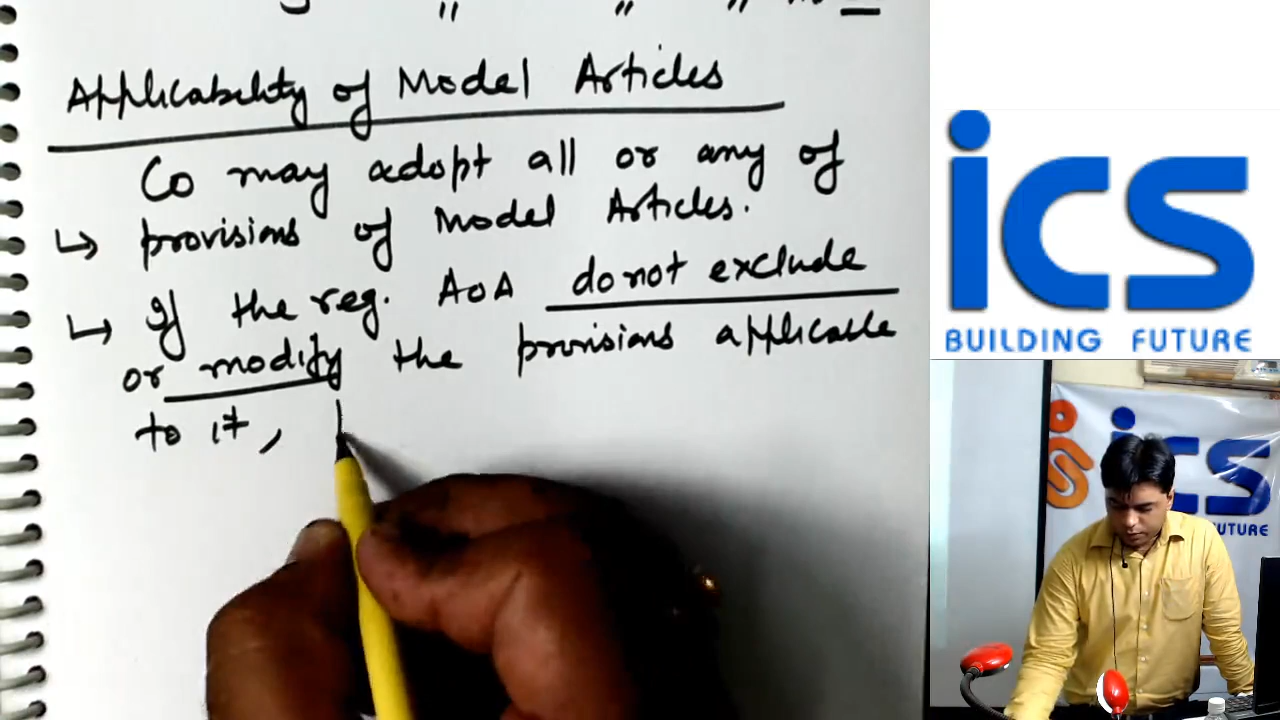 Applicability of Model Articles
Co may adopt all or any of
↳ provisions of Model Articles.
↳ If the reg. AOA do not exclude
or modify the provisions applicable
to it,
ics
BUILDING FUTURE
ics
UTURE